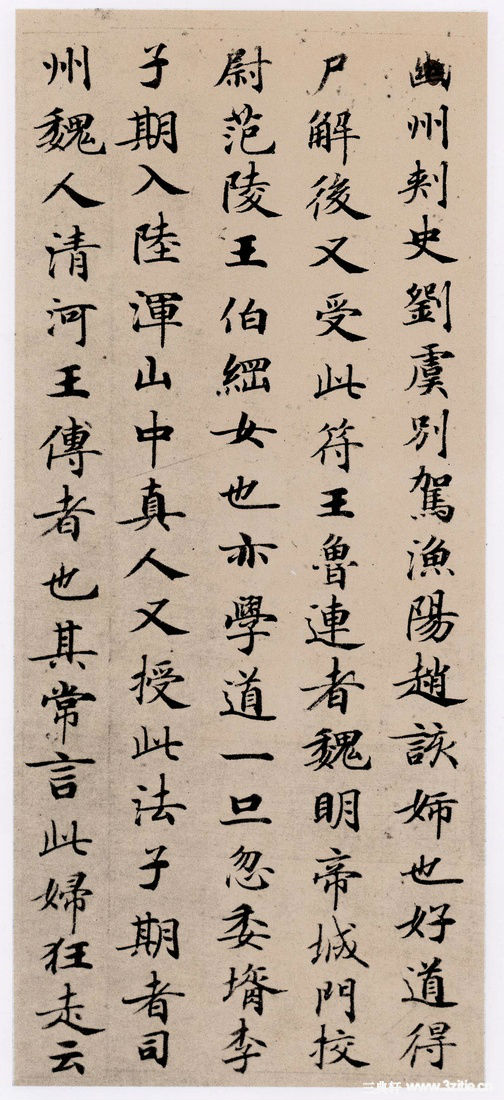 幽州刾史劉虞別駕漁陽趙該姉也好道得
尸解後又受此符王魯連者魏明帝城門挍
尉范陵王伯綱女也亦學道一旦忽委壻李
子期入陸渾山中真人又授此法子期者司
州魏人清河王傅者也其常言此婦狂走云
三典轩 www.3zitie.cn